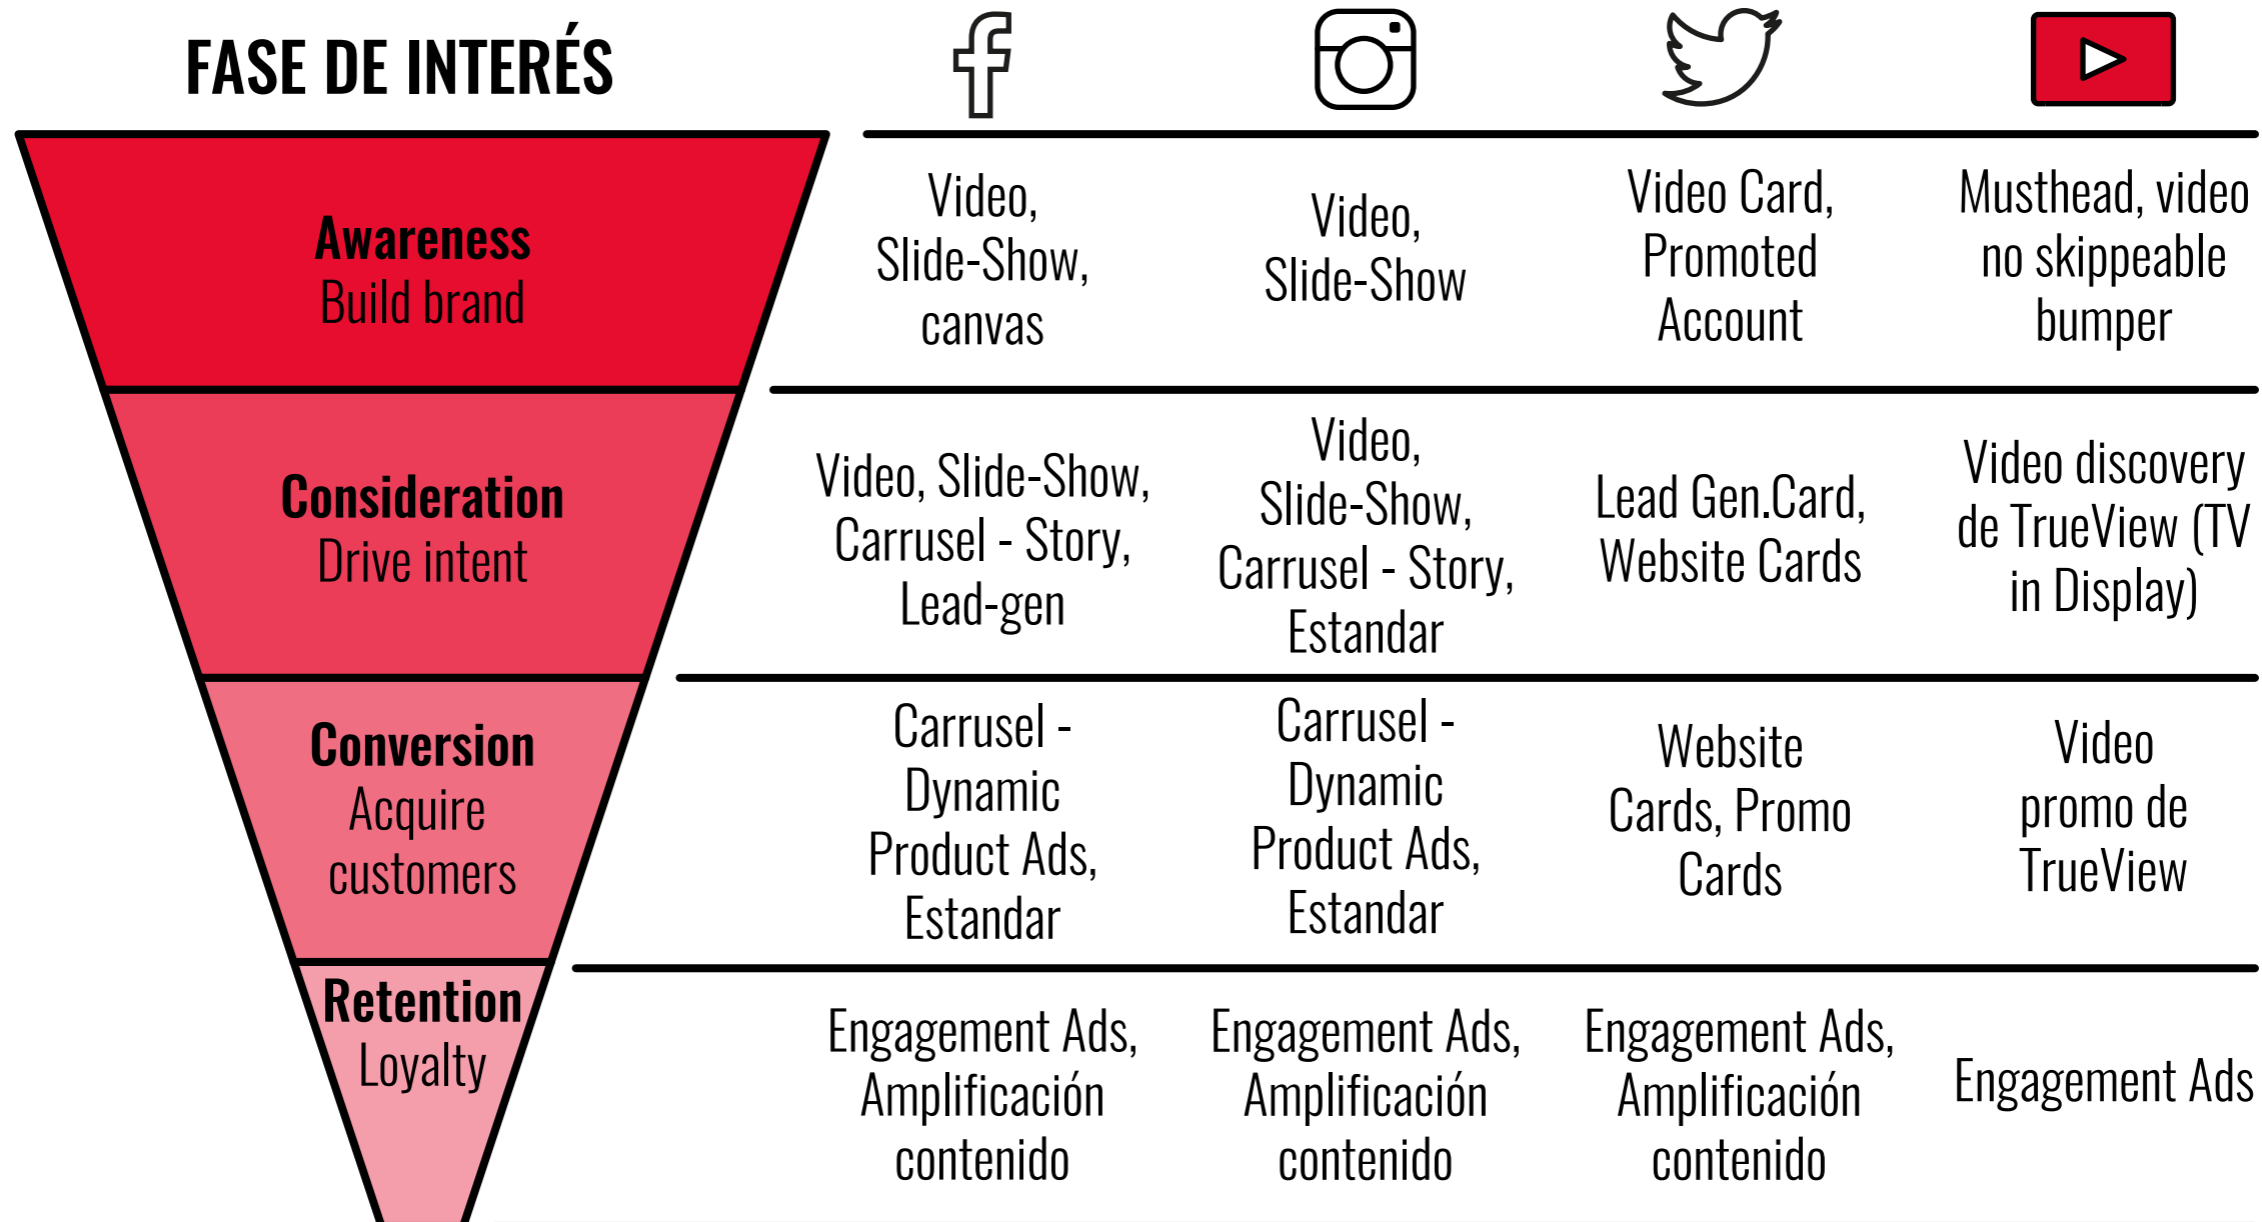 FASE DE INTERÉS
Awareness
Build brand
Video,
Slide-Show,
canvas
Video,
Slide-Show
Video Card,
Promoted
Account
Musthead, video
no skippeable
bumper
Consideration
Drive intent
Video, Slide-Show,
Carrusel - Story,
Lead-gen
Video,
Slide-Show,
Carrusel - Story,
Estandar
Lead Gen.Card,
Website Cards
Video discovery
de TrueView (TV
in Display)
Conversion
Acquire
customers
Carrusel -
Dynamic
Product Ads,
Estandar
Carrusel -
Dynamic
Product Ads,
Estandar
Website
Cards, Promo
Cards
Video
promo de
TrueView
Retention
Loyalty
Engagement Ads,
Amplificación
contenido
Engagement Ads,
Amplificación
contenido
Engagement Ads,
Amplificación
contenido
Engagement Ads